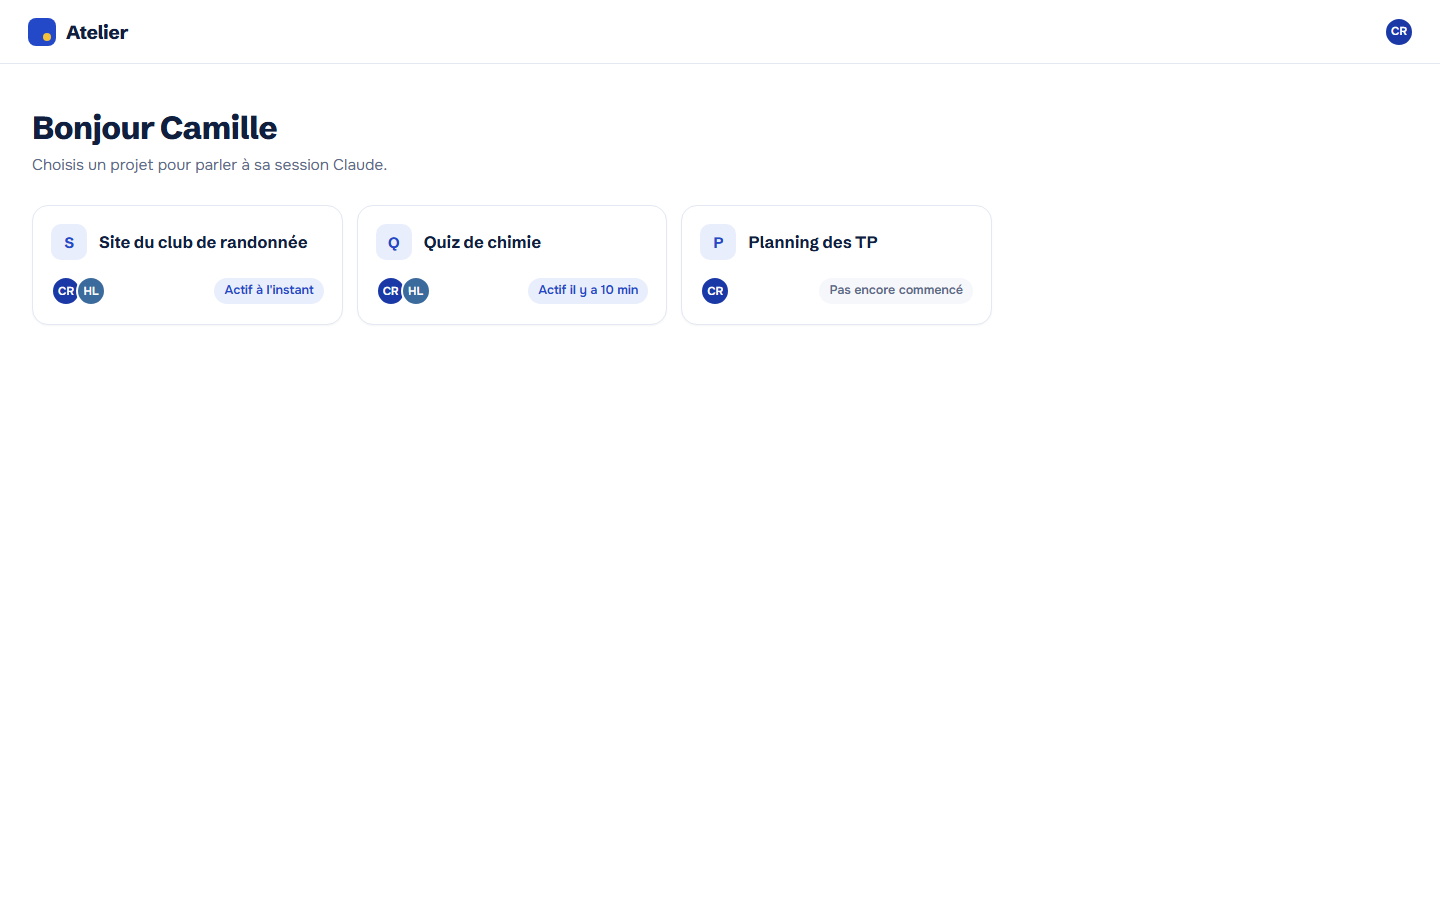 Atelier
CR
Bonjour Camille
Choisis un projet pour parler à sa session Claude.
S Site du club de randonnée
CR HL Actif à l'instant
Q Quiz de chimie
CR HL Actif il y a 10 min
P Planning des TP
CR Pas encore commencé